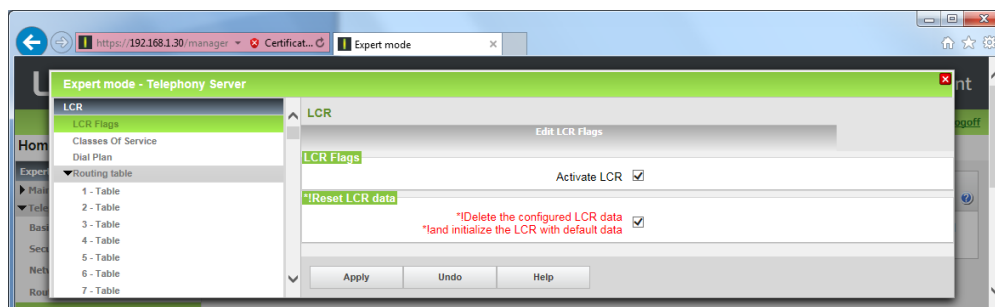 https://192.168.1.30/manager
Certificat...
Expert mode
Expert mode - Telephony Server
LCR
LCR Flags
Classes Of Service
Dial Plan
Routing table
1 - Table
2 - Table
3 - Table
4 - Table
5 - Table
6 - Table
7 - Table
LCR
Edit LCR Flags
LCR Flags
Activate LCR
*!Reset LCR data
*!Delete the configured LCR data
*!and initialize the LCR with default data
Apply Undo Help
nt
ogoff
Hom
Exper
Mai
Tele
Basi
Secu
Netw
Rou